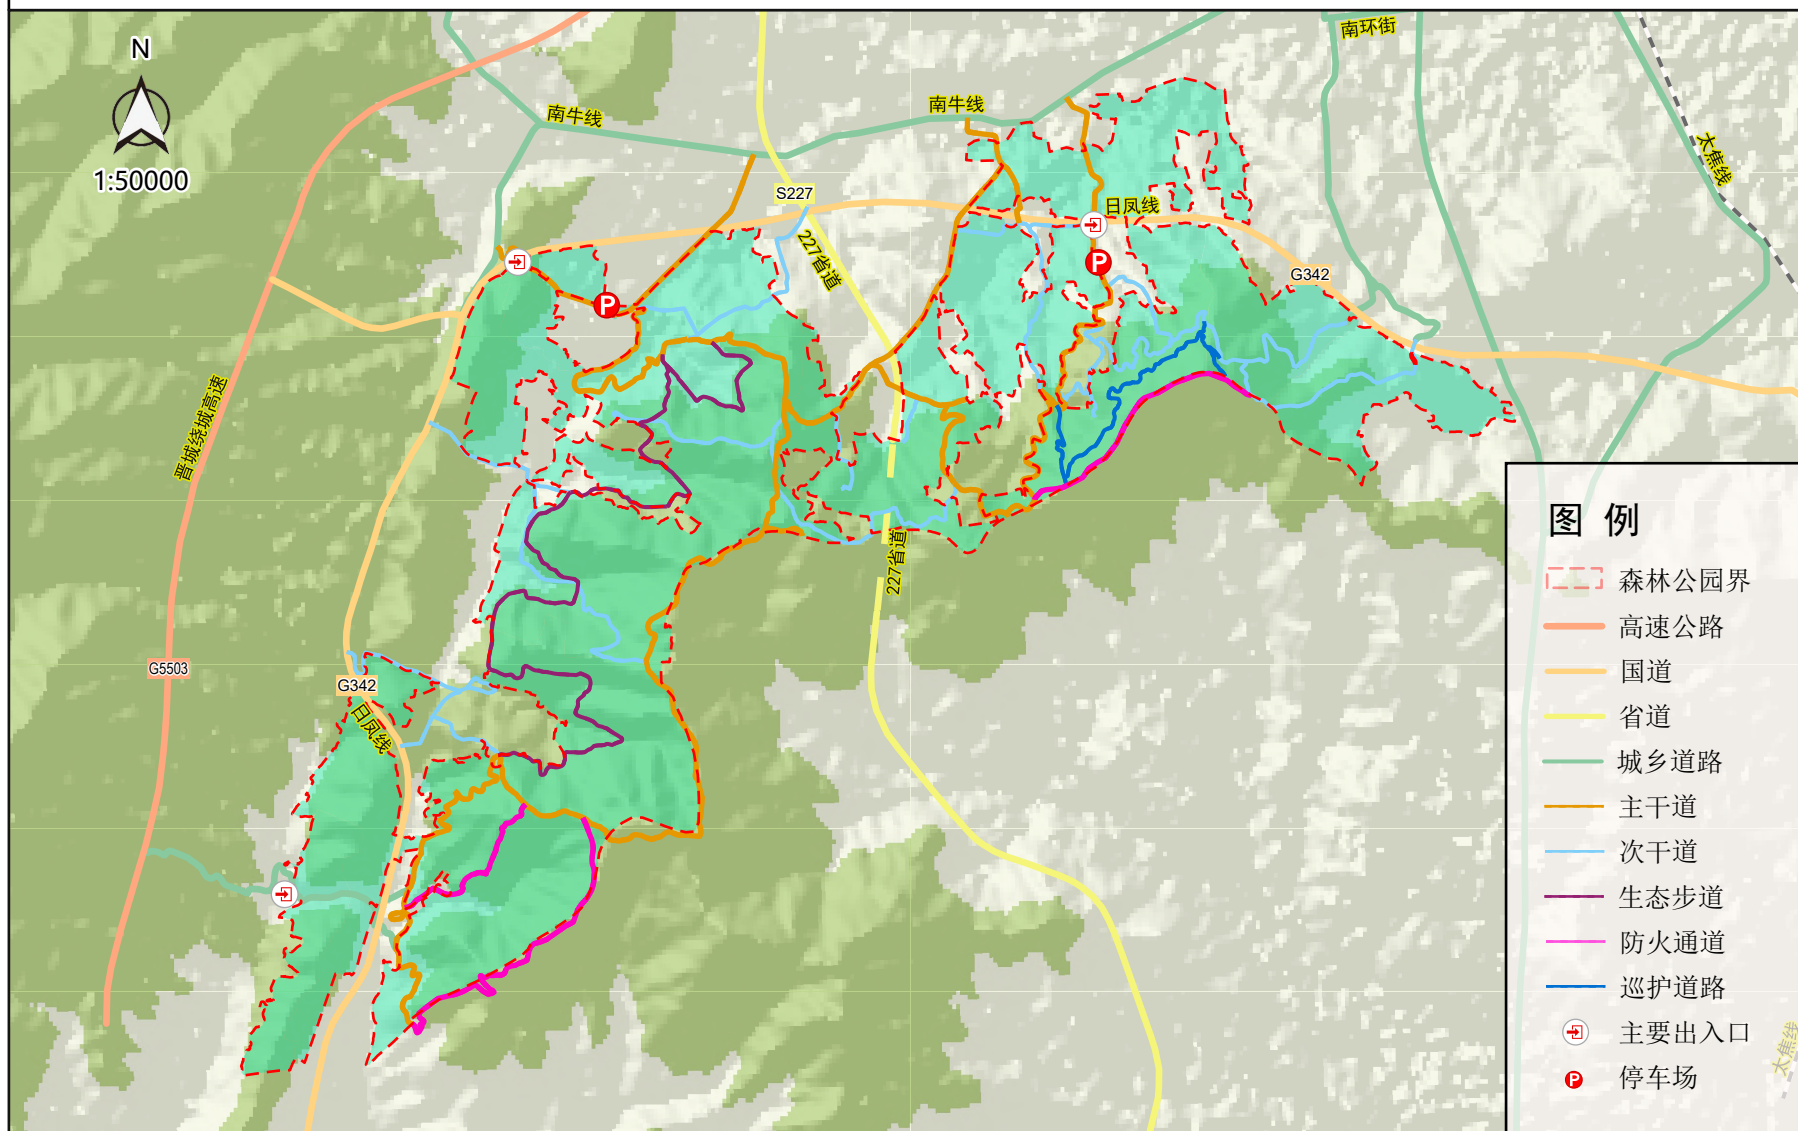 N
1:50000
南环街
南牛线
南牛线
太焦线
S227
日凤线
227省道
G342
晋城绕城高速
227省道
G5503
G342
日凤线
图 例
森林公园界
高速公路
国道
省道
城乡道路
主干道
次干道
生态步道
防火通道
巡护道路
主要出入口
P
停车场
P
P
太焦线